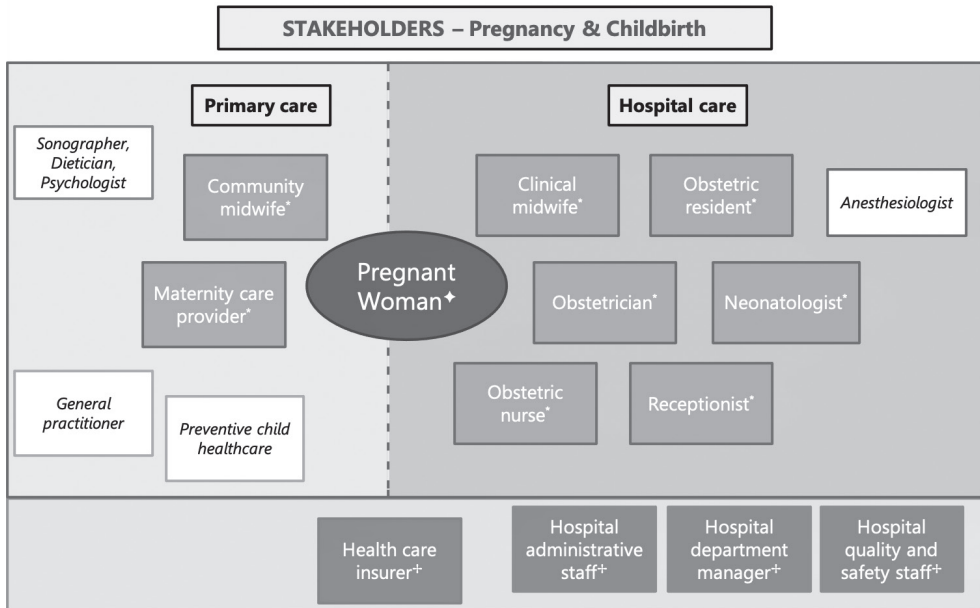 STAKEHOLDERS – Pregnancy & Childbirth
Primary care
Sonographer,
Dietician,
Psychologist
Community
midwife*
Maternity care
provider*
General
practitioner
Preventive child
healthcare
Pregnant
Woman✦
Hospital care
Clinical
midwife*
Obstetric
resident*
Anesthesiologist
Obstetrician*
Neonatologist*
Obstetric
nurse*
Receptionist*
Health care
insurer+
Hospital
administrative
staff+
Hospital
department
manager+
Hospital
quality and
safety staff+